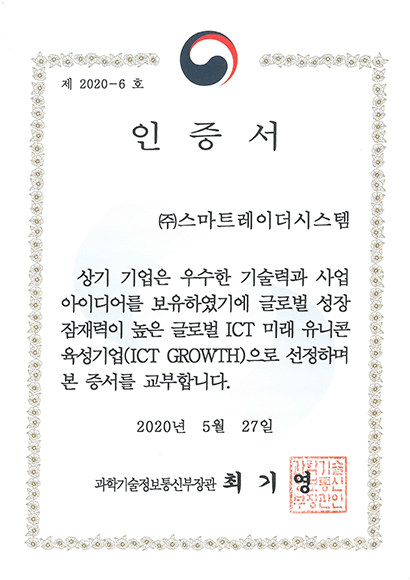 제 2020-6 호
인 증 서
㈜스마트레이더시스템
상기 기업은 우수한 기술력과 사업
아이디어를 보유하였기에 글로벌 성장
잠재력이 높은 글로벌 ICT 미래 유니콘
육성기업(ICT GROWTH)으로 선정하며
본 증서를 교부합니다.
2020년 5월 27일
과학기술정보통신부장관 최 기 영
과학기술
정보통신
부장관인